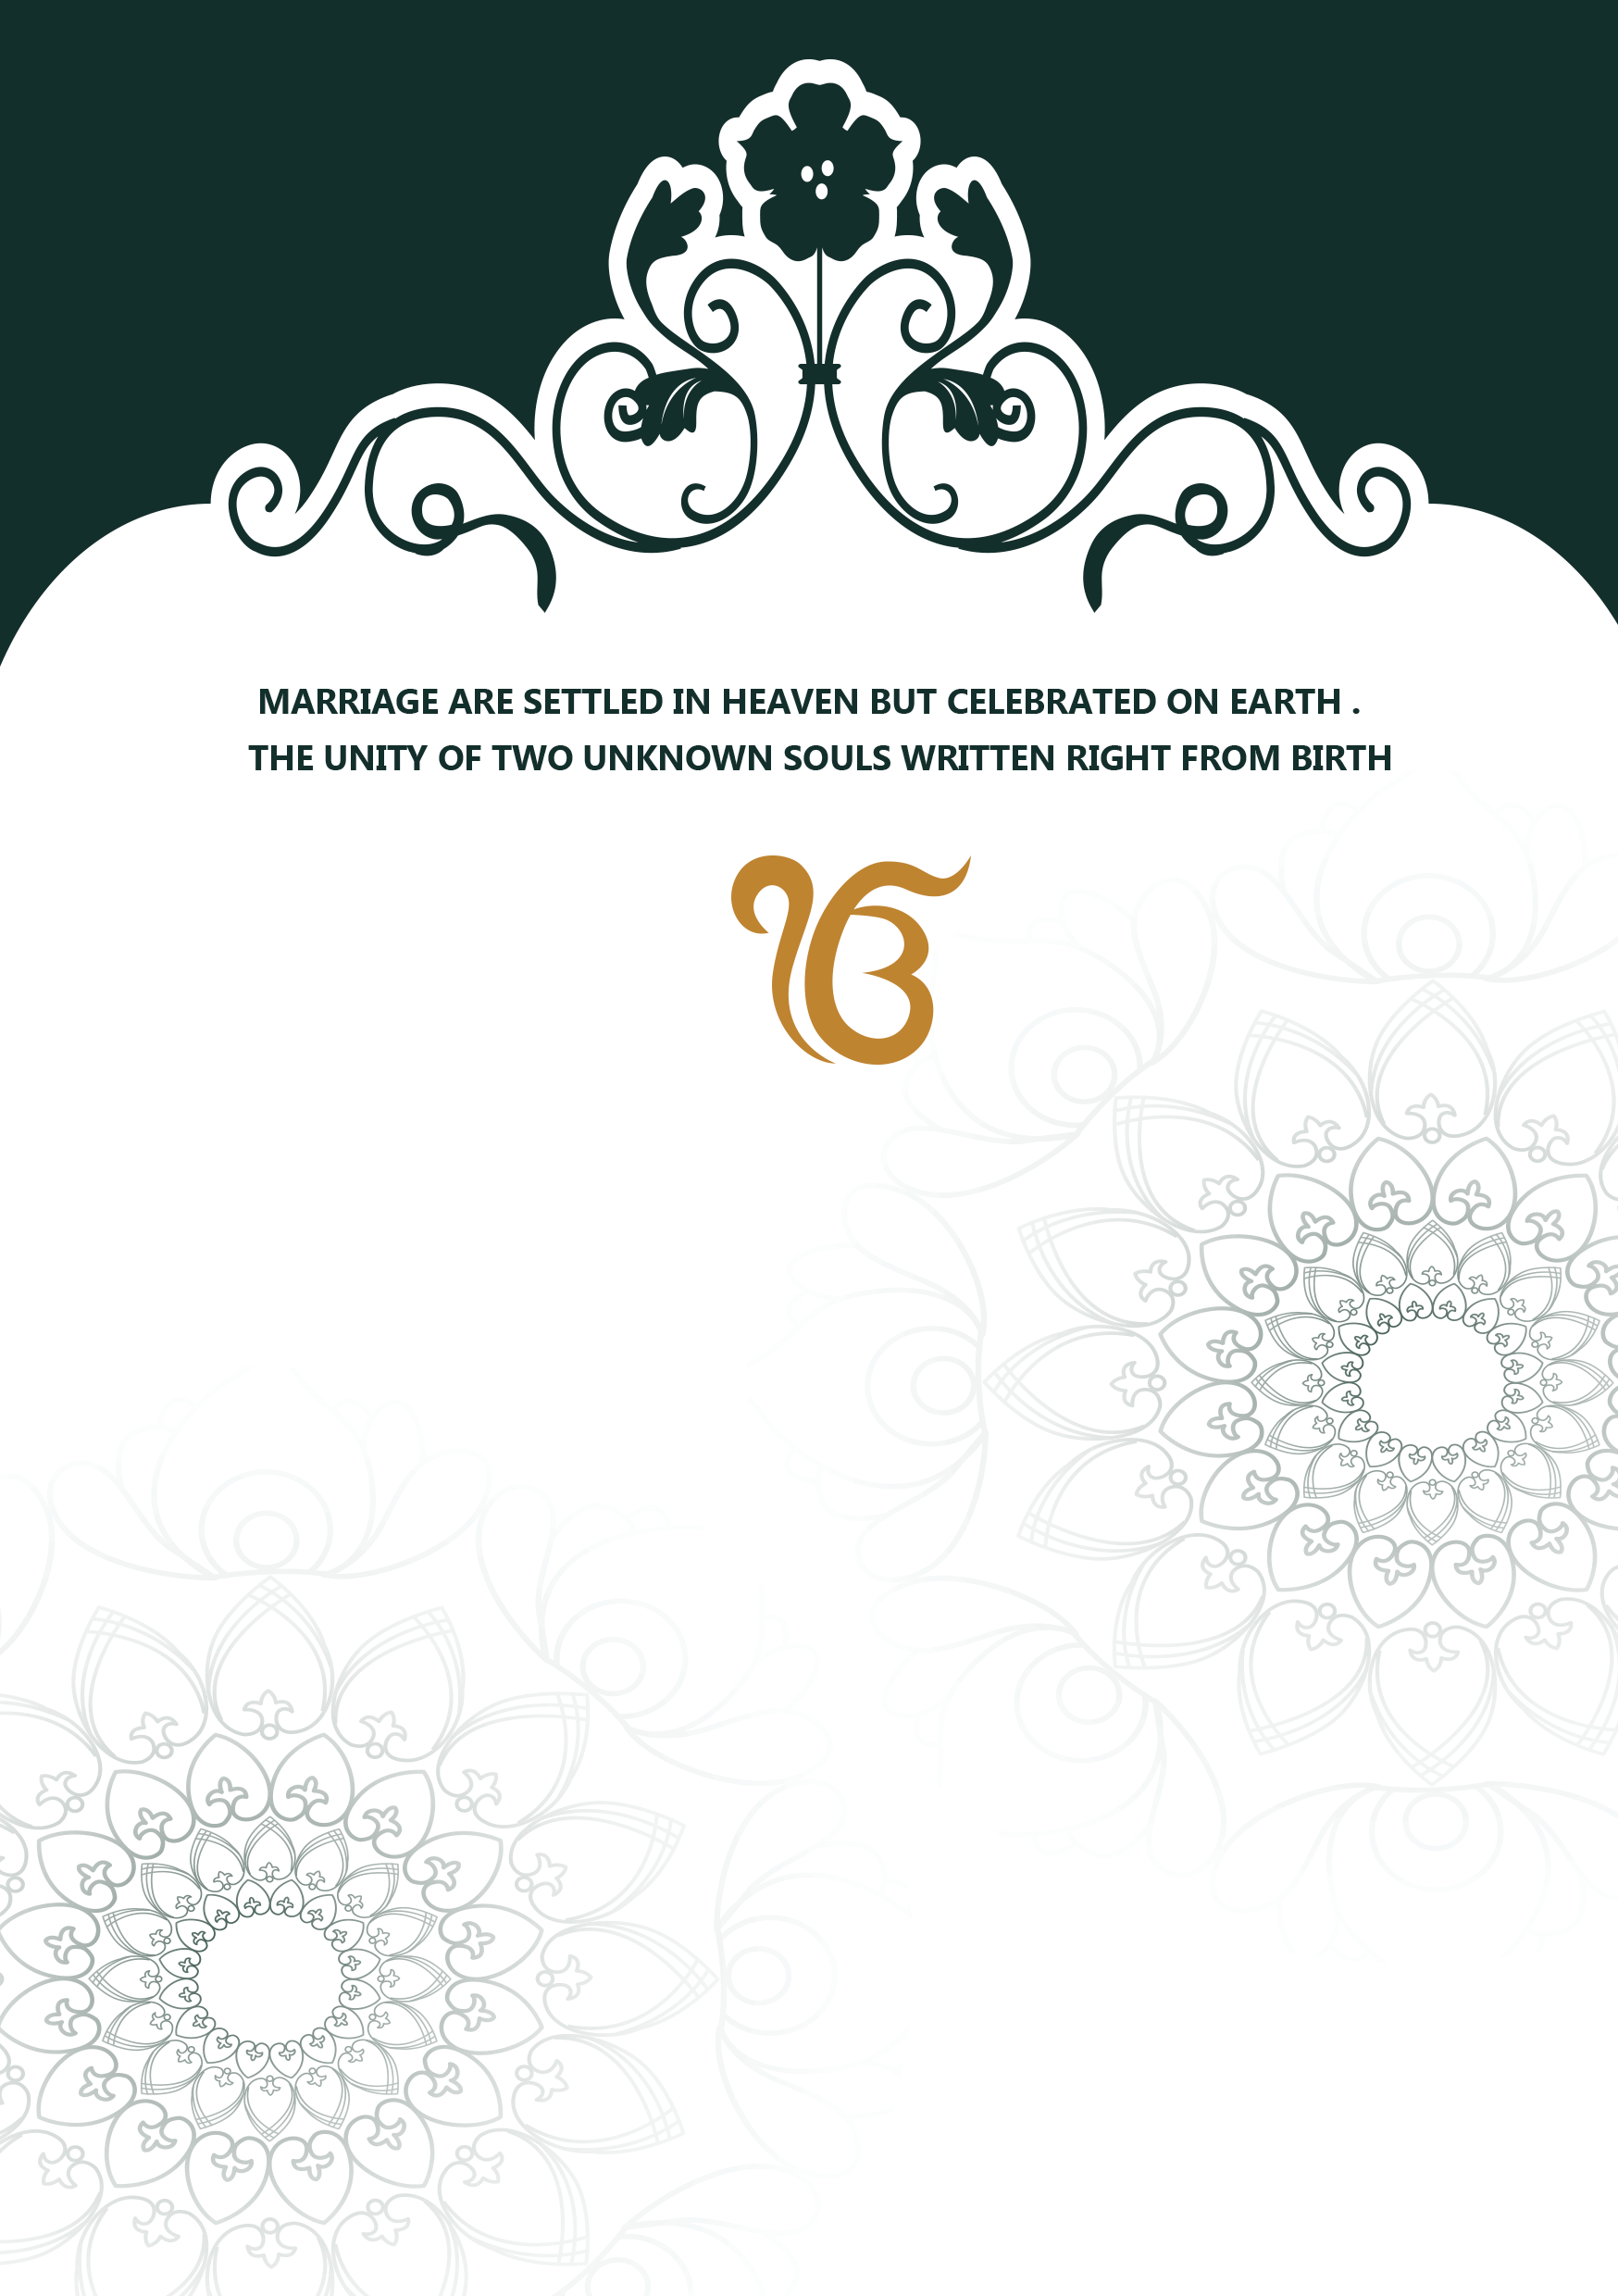 MARRIAGE ARE SETTLED IN HEAVEN BUT CELEBRATED ON EARTH .
THE UNITY OF TWO UNKNOWN SOULS WRITTEN RIGHT FROM BIRTH
ੴ